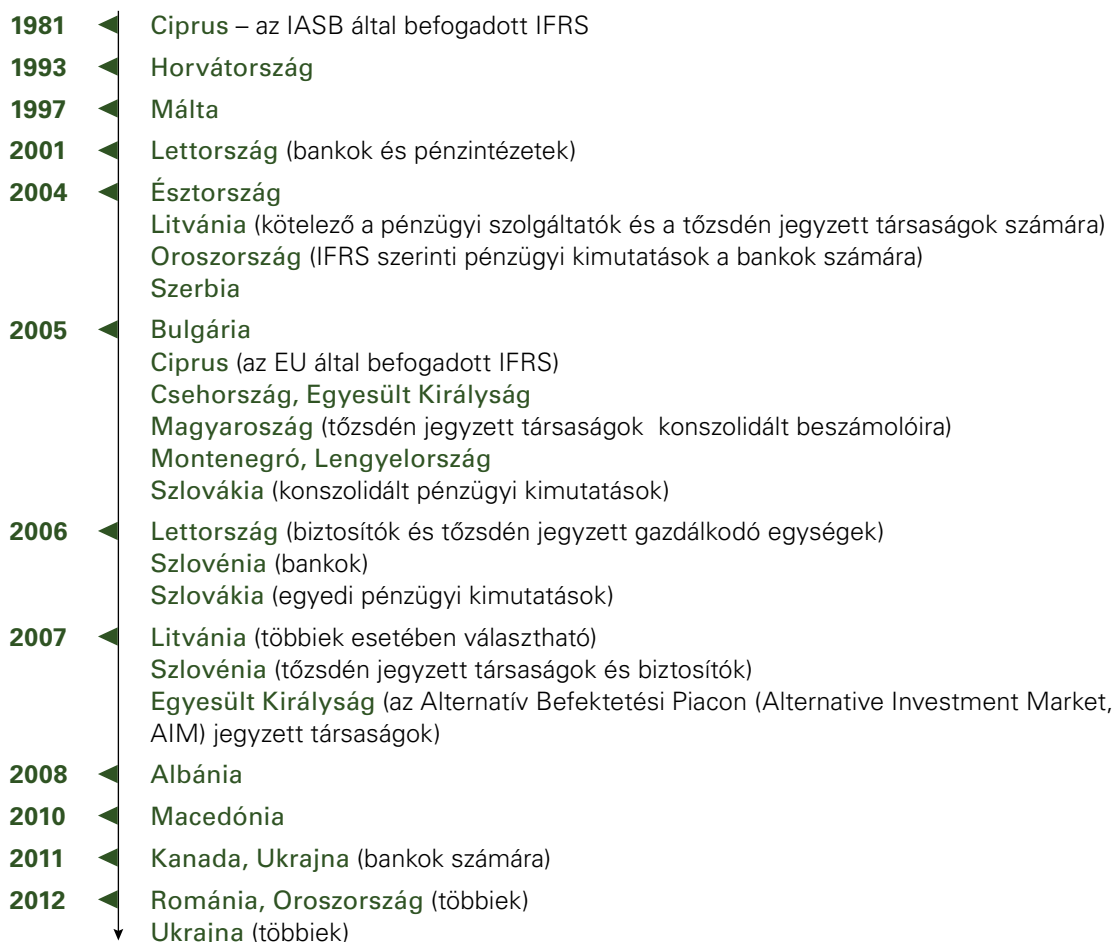 1981 Ciprus – az IASB által befogadott IFRS
1993 Horvátország
1997 Málta
2001 Lettország (bankok és pénzintézetek)
2004 Észtország
Litvánia (kötelező a pénzügyi szolgáltatók és a tőzsdén jegyzett társaságok számára)
Oroszország (IFRS szerinti pénzügyi kimutatások a bankok számára)
Szerbia
2005 Bulgária
Ciprus (az EU által befogadott IFRS)
Csehország, Egyesült Királyság
Magyaroszág (tőzsdén jegyzett társaságok konszolidált beszámolóira)
Montenegró, Lengyelország
Szlovákia (konszolidált pénzügyi kimutatások)
2006 Lettország (biztosítók és tőzsdén jegyzett gazdálkodó egységek)
Szlovénia (bankok)
Szlovákia (egyedi pénzügyi kimutatások)
2007 Litvánia (többiek esetében választható)
Szlovénia (tőzsdén jegyzett társaságok és biztosítók)
Egyesült Királyság (az Alternatív Befektetési Piacon (Alternative Investment Market,
AIM) jegyzett társaságok)
2008 Albánia
2010 Macedónia
2011 Kanada, Ukrajna (bankok számára)
2012 Románia, Oroszország (többiek)
Ukrajna (többiek)